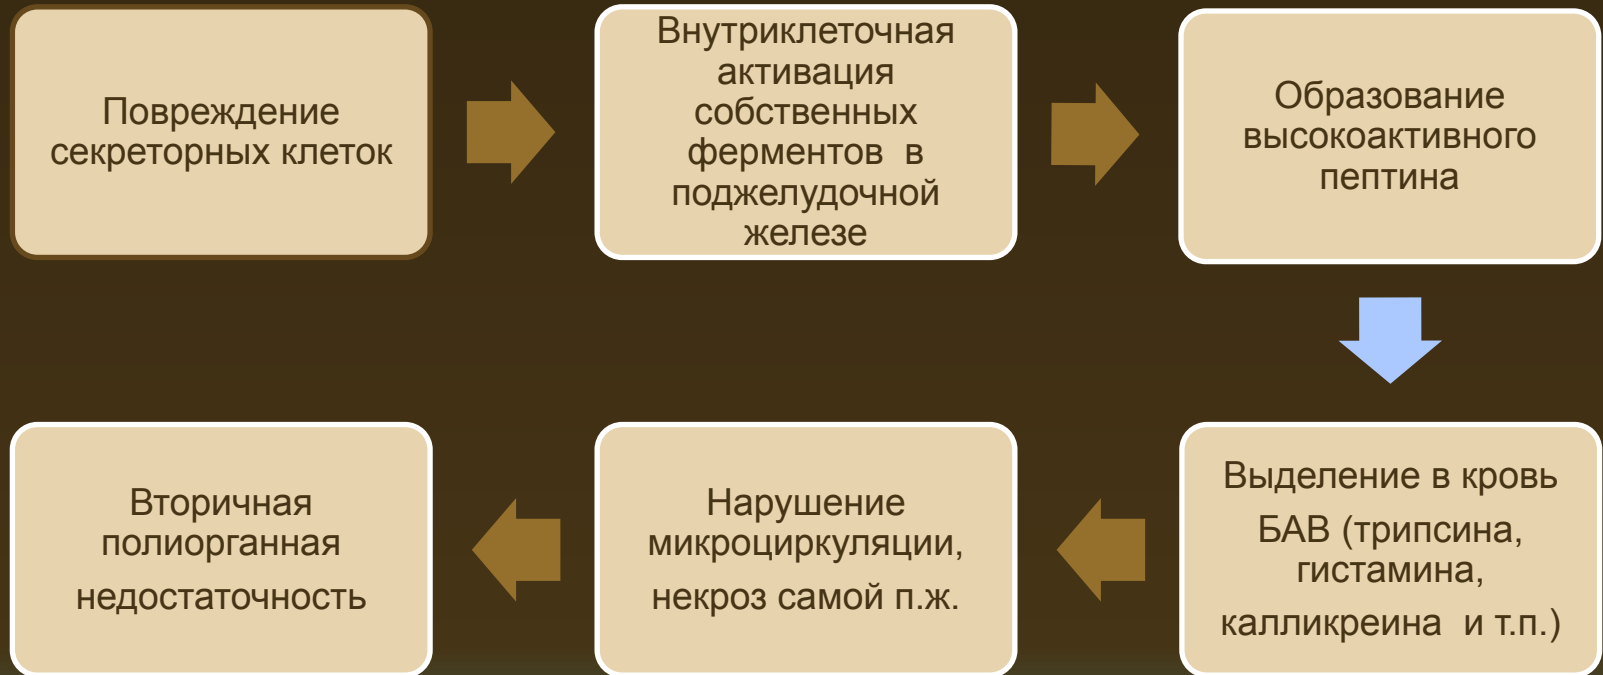 Повреждение
секреторных клеток
Внутриклеточная
активация
собственных
ферментов в
поджелудочной
железе
Образование
высокоактивного
пептина
Выделение в кровь
БАВ (трипсина,
гистамина,
калликреина и т.п.)
Нарушение
микроциркуляции,
некроз самой п.ж.
Вторичная
полиорганная
недостаточность